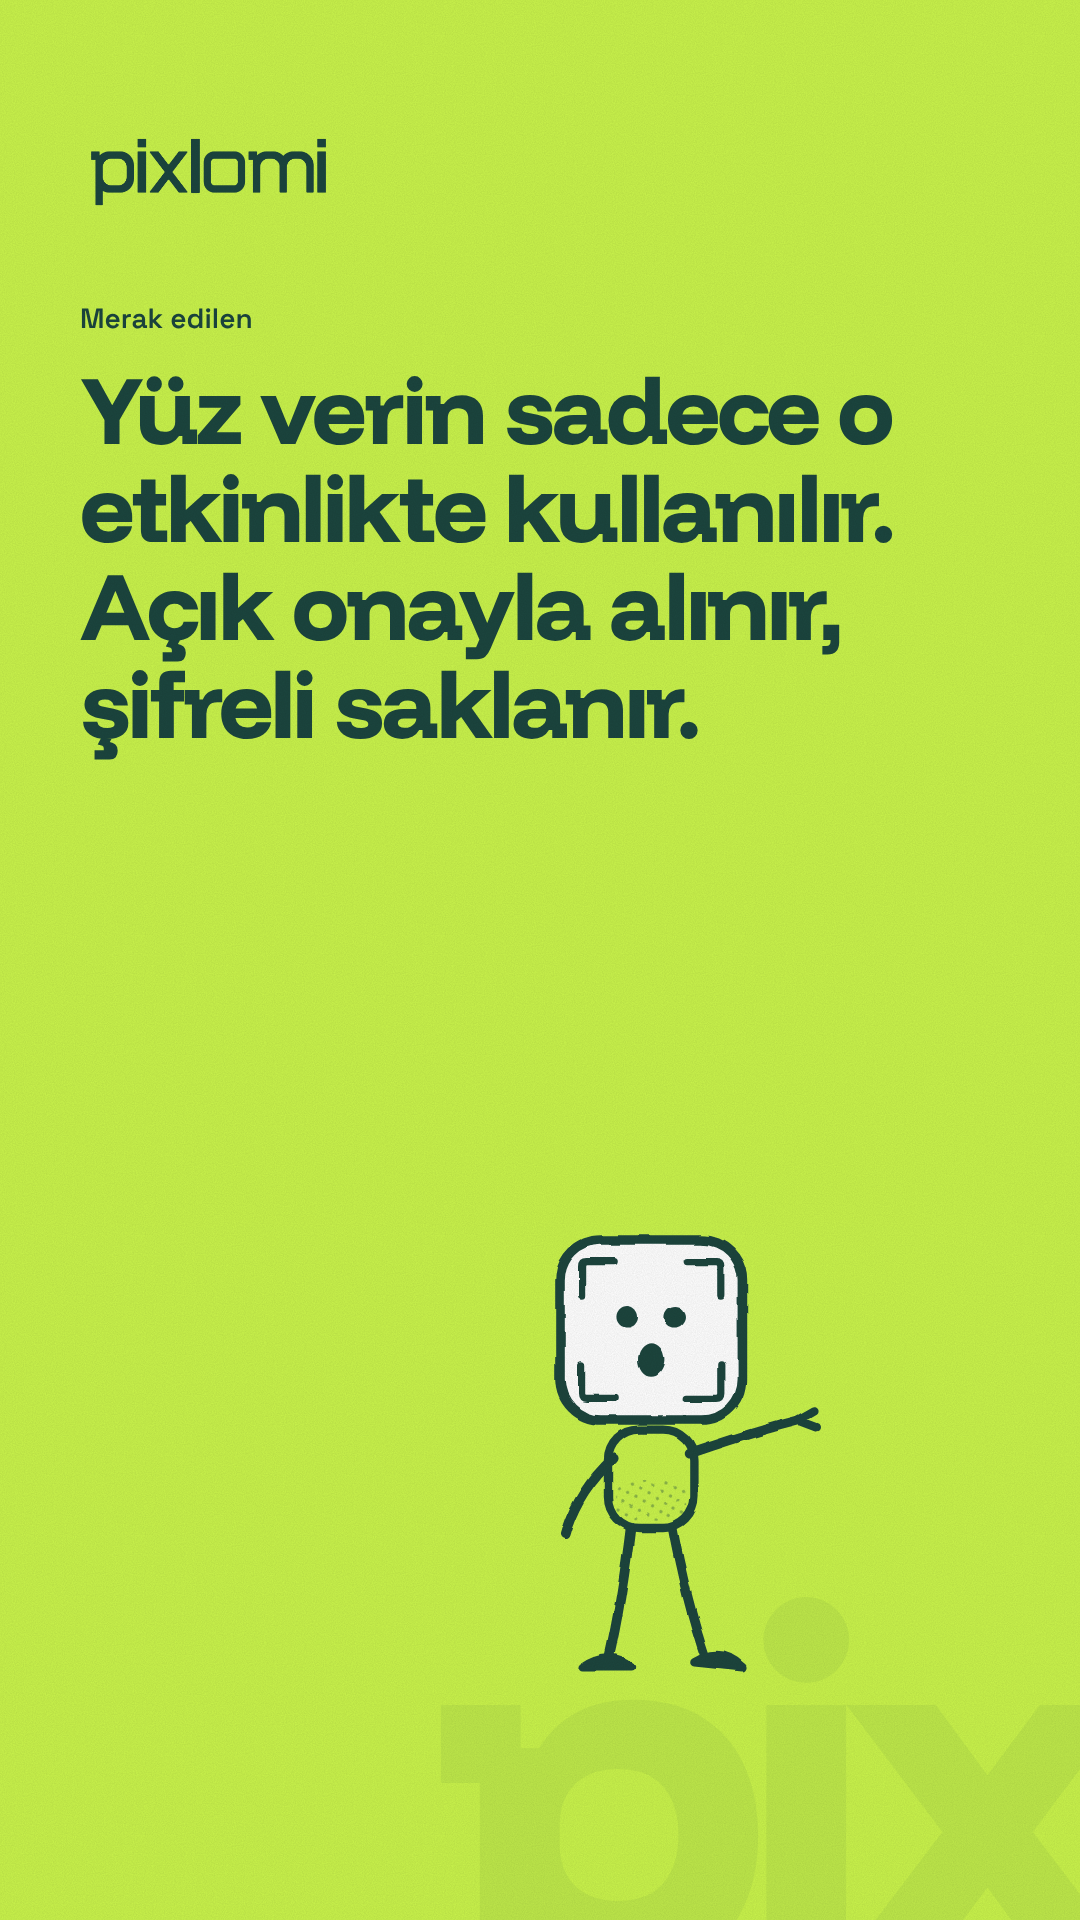 pixlomi
Merak edilen
Yüz verin sadece o
etkinlikte kullanılır.
Açık onayla alınır,
şifreli saklanır.
pix